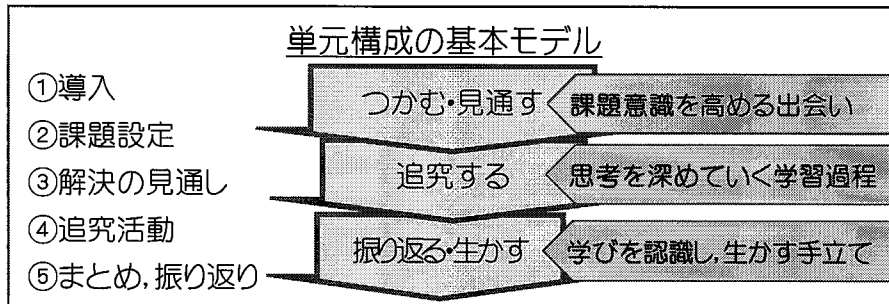 単元構成の基本モデル
①導入
②課題設定
③解決の見通し
④追究活動
⑤まとめ,振り返り
つかむ・見通す
課題意識を高める出会い
追究する
思考を深めていく学習過程
振り返る・生かす
学びを認識し,生かす手立て